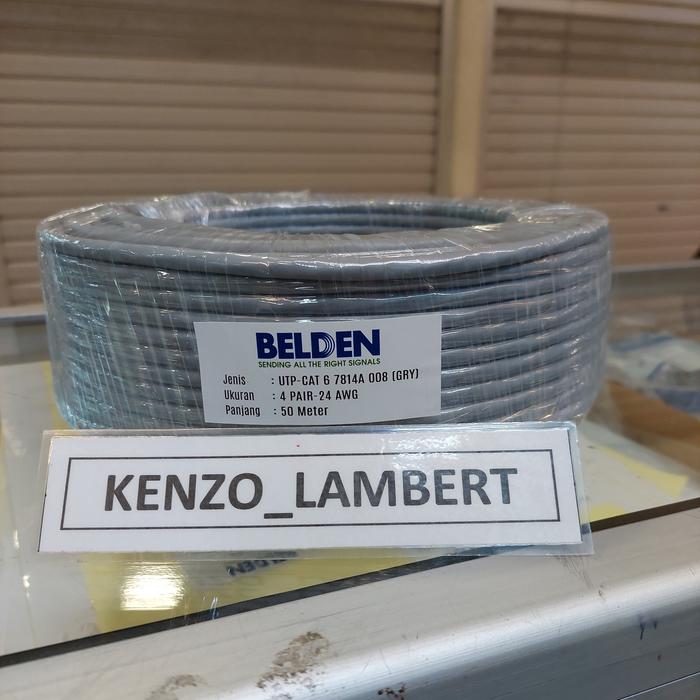 BELDEN
SENDING ALL THE RIGHT SIGNALS
Jenis : UTP-CAT 6 7814A 008 (GRY)
Ukuran : 4 PAIR-24 AWG
Panjang : 50 Meter
KENZO_LAMBERT